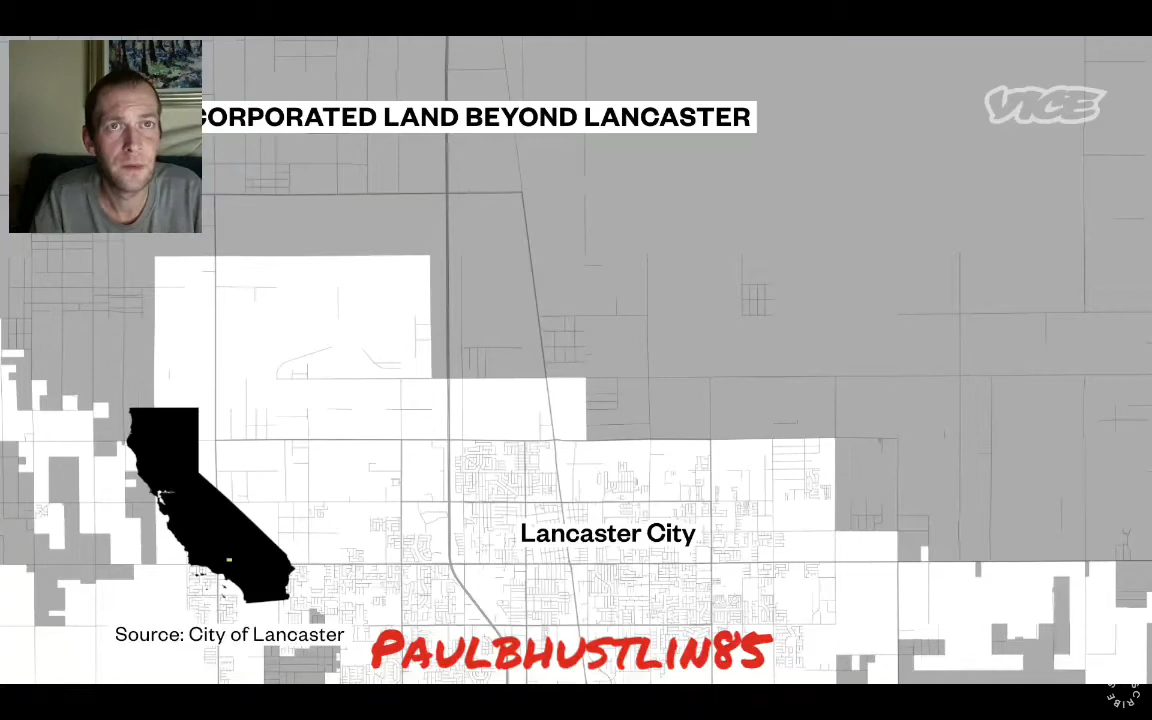 CORPORATED LAND BEYOND LANCASTER
VICE
Lancaster City
Source: City of Lancaster
PAULBHUSTLIN85